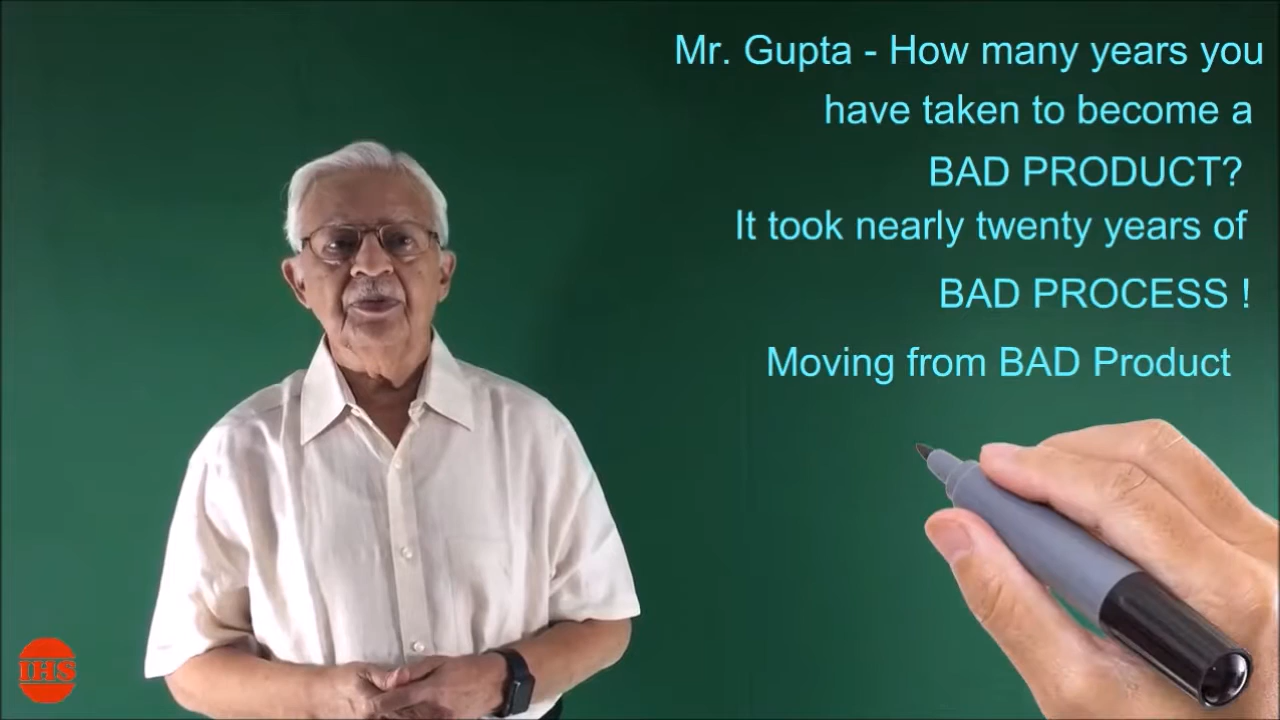 Mr. Gupta - How many years you
have taken to become a
BAD PRODUCT?
It took nearly twenty years of
BAD PROCESS !
Moving from BAD Product
IHS